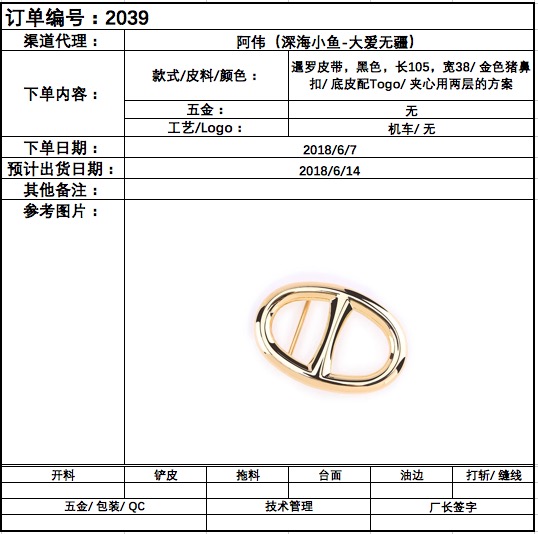 订单编号：2039
渠道代理：
阿伟（深海小鱼-大爱无疆）
下单内容：
款式/皮料/颜色：
暹罗皮带，黑色，长105，宽38/ 金色猪鼻
扣/ 底皮配Togo/ 夹心用两层的方案
五金：
无
工艺/Logo：
机车/ 无
下单日期：
2018/6/7
预计出货日期：
2018/6/14
其他备注：
参考图片：
开料 铲皮 拖料 台面 油边 打斩/ 缝线
五金/ 包装/ QC 技术管理 厂长签字